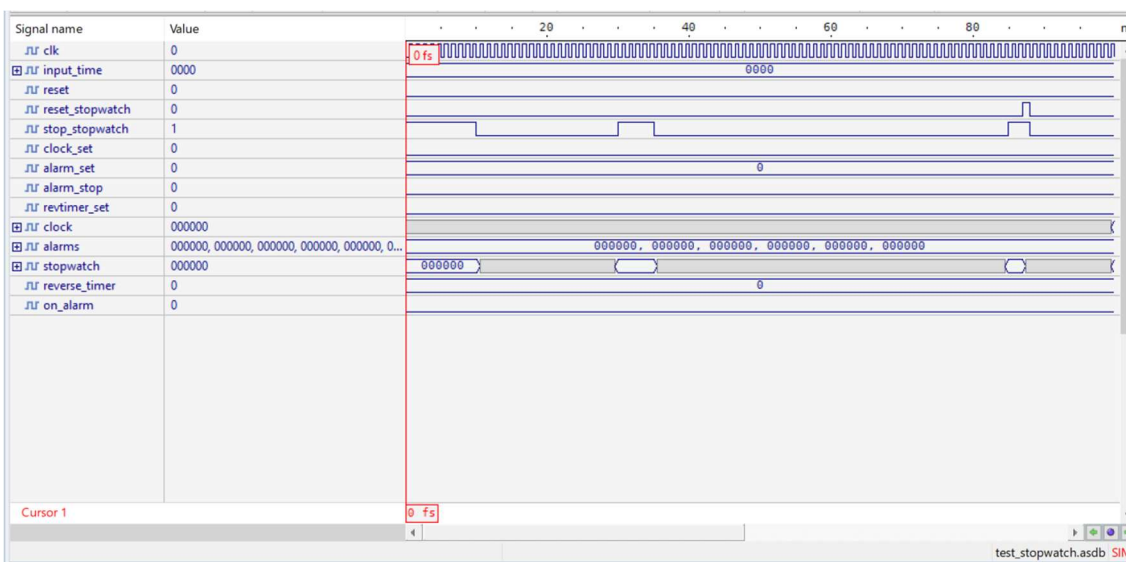 Signal name Value 20 40 60 80
clk 0 0 fs
input_time 0000 0000
reset 0
reset_stopwatch 0
stop_stopwatch 1
clock_set 0
alarm_set 0 0
alarm_stop 0
revtimer_set 0
clock 000000
alarms 000000, 000000, 000000, 000000, 000000, 0... 000000, 000000, 000000, 000000, 000000, 000000
stopwatch 000000 000000
reverse_timer 0 0
on_alarm 0
Cursor 1 0 fs
test_stopwatch.asdb